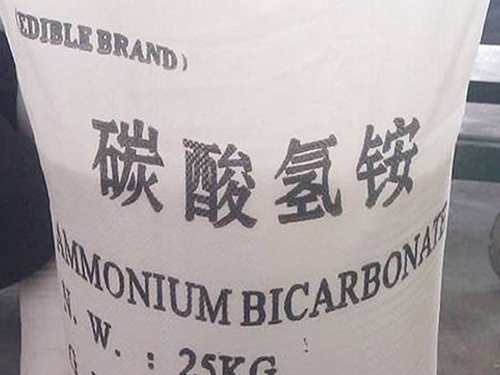 (EDIBLE BRAND)
碳酸氢铵
AMMONIUM BICARBONATE
N. W. : 25KG